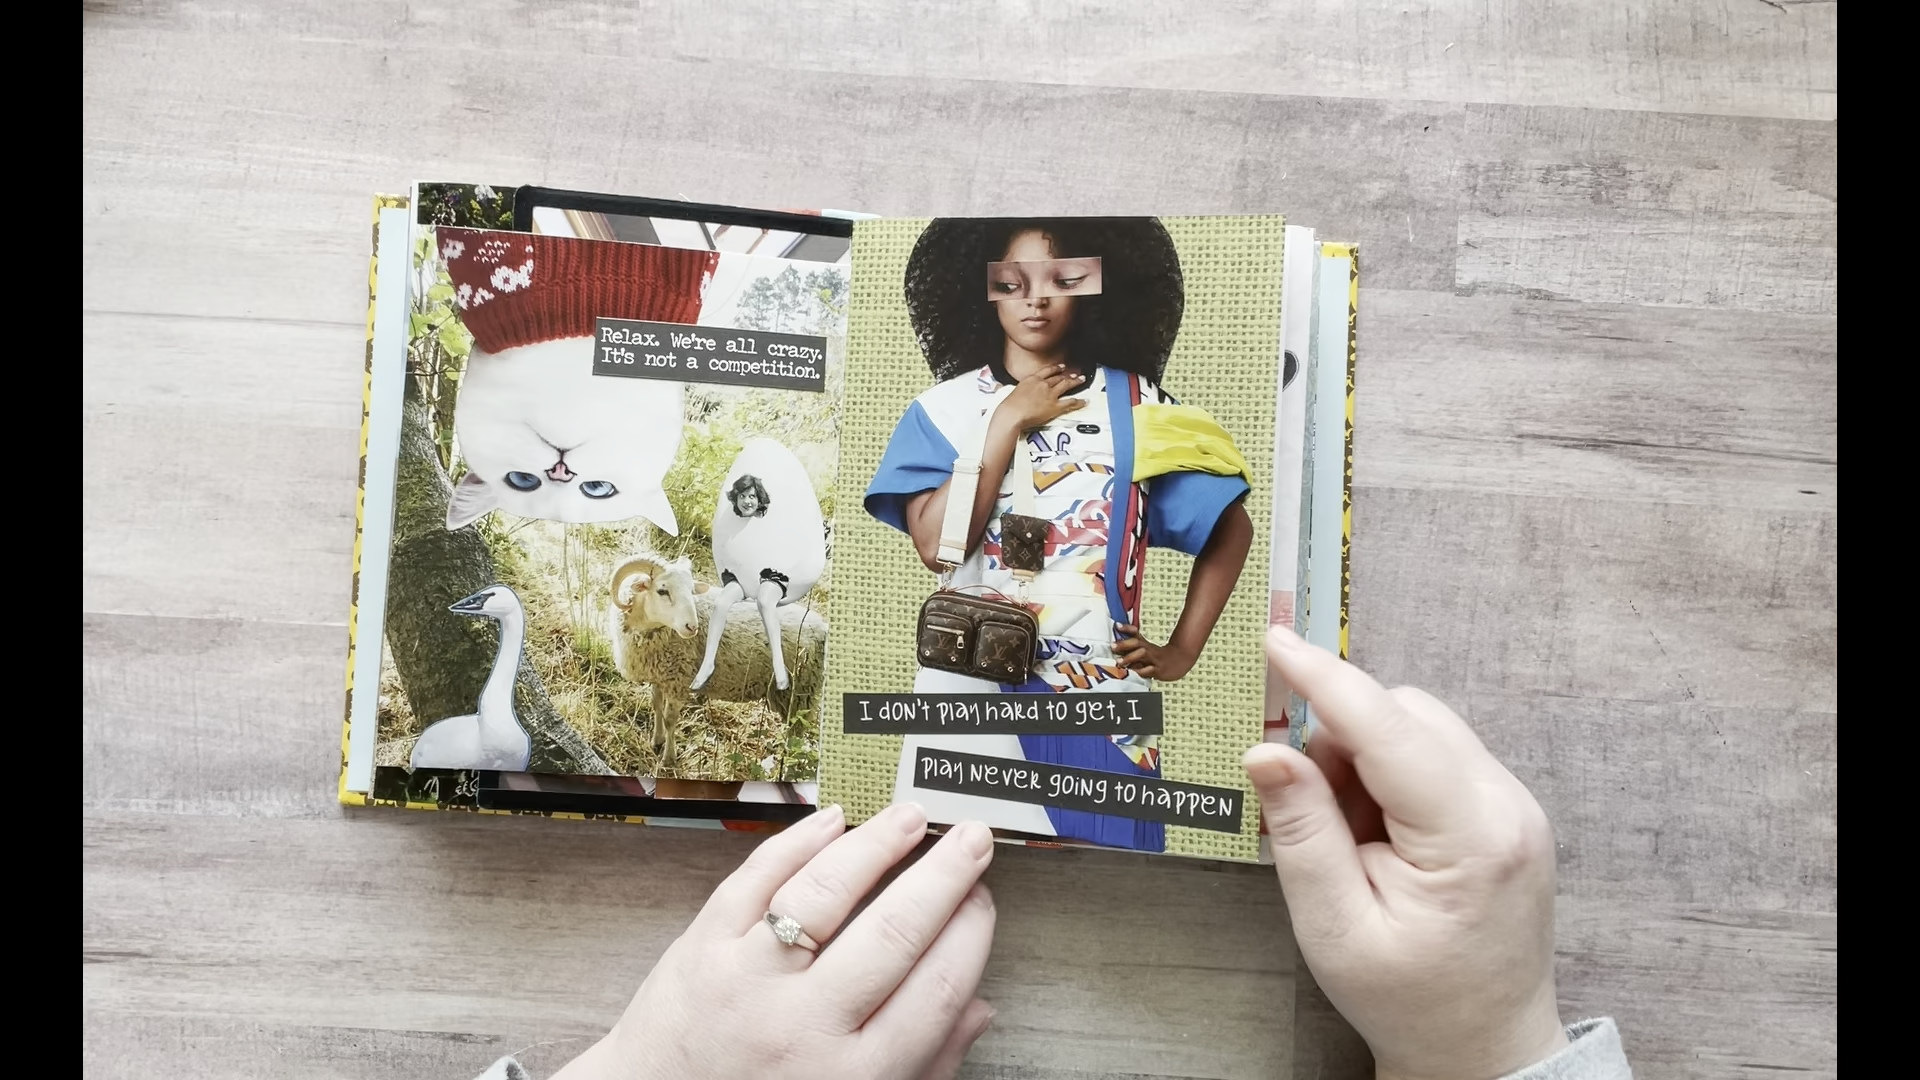 Relax. We're all crazy.
It's not a competition.
I don't play hard to get, I
play never going to happen